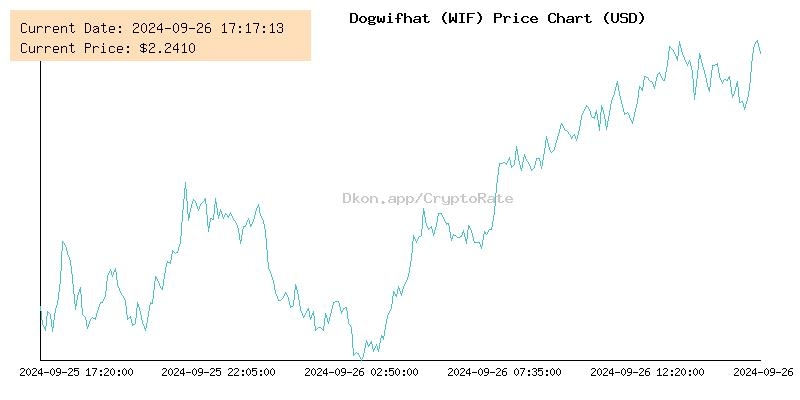 Dogwifhat (WIF) Price Chart (USD)
Current Date: 2024-09-26 17:17:13
Current Price: $2.2410
Dkon.app/CryptoRate
2024-09-25 17:20:00 2024-09-25 22:05:00 2024-09-26 02:50:00 2024-09-26 07:35:00 2024-09-26 12:20:00 2024-09-26